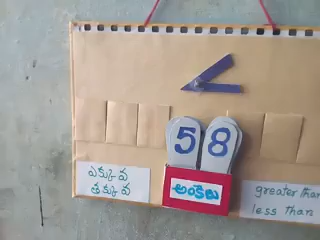 58
ఎక్కువ
తక్కువ
అంకెలు
greater than
less than